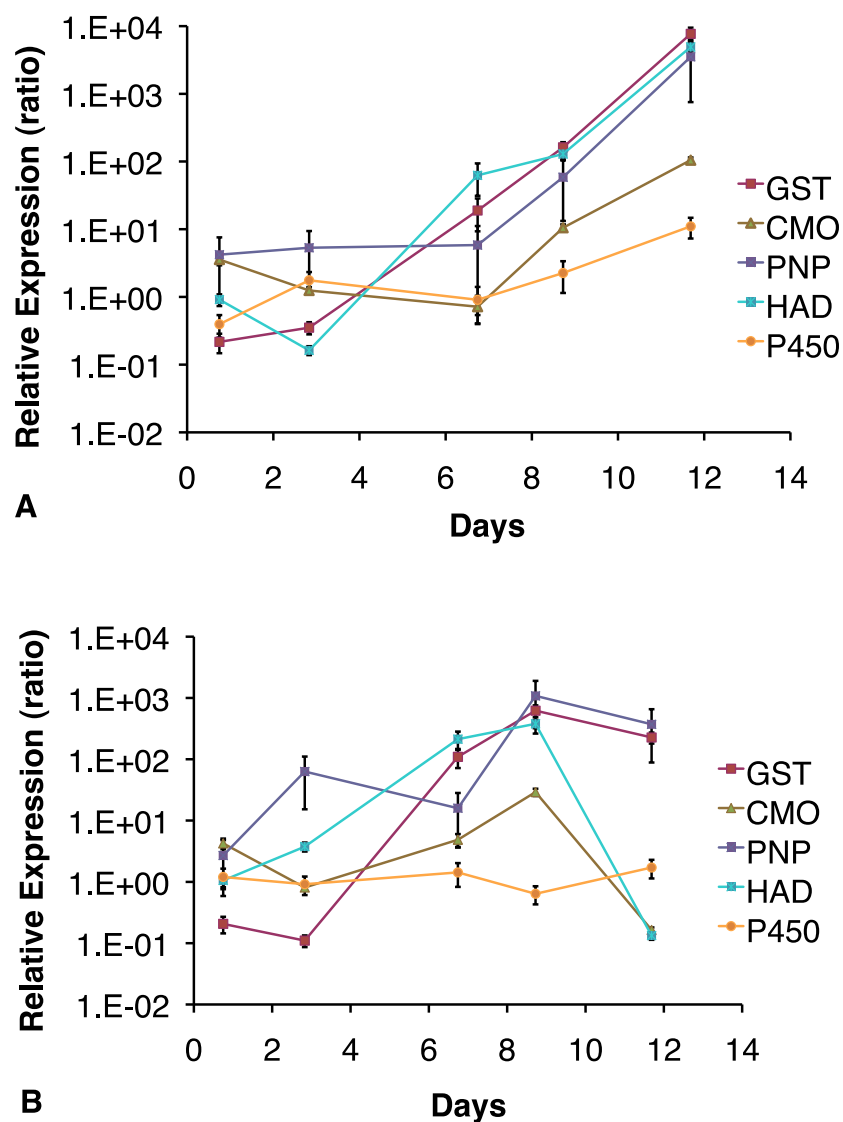 Relative Expression (ratio)
1.E+04
1.E+03
1.E+02
1.E+01
1.E+00
1.E-01
1.E-02
0 2 4 6 8 10 12 14
Days
GST
CMO
PNP
HAD
P450
A
Relative Expression (ratio)
1.E+04
1.E+03
1.E+02
1.E+01
1.E+00
1.E-01
1.E-02
0 2 4 6 8 10 12 14
Days
GST
CMO
PNP
HAD
P450
B